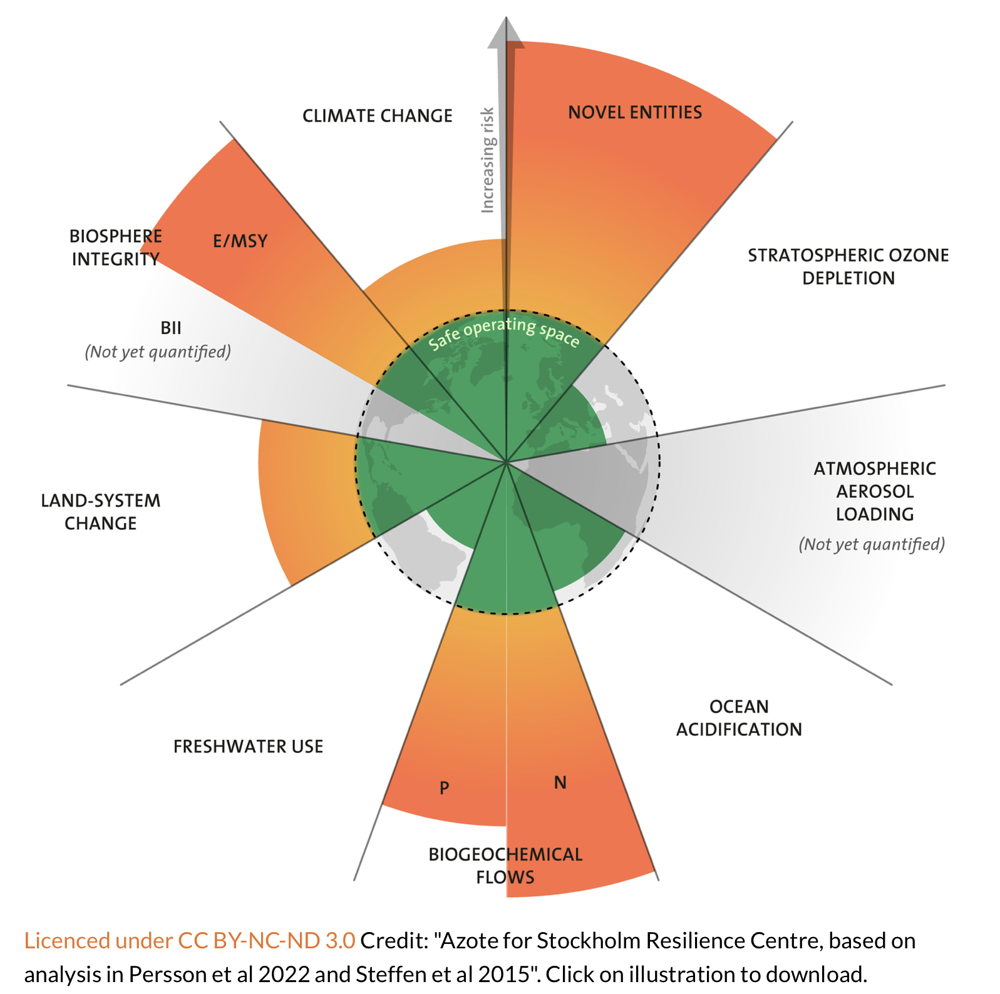 CLIMATE CHANGE
Increasing risk
NOVEL ENTITIES
STRATOSPHERIC OZONE
DEPLETION
BIOSPHERE
INTEGRITY
E/MSY
BII
(Not yet quantified)
Safe operating space
ATMOSPHERIC
AEROSOL
LOADING
(Not yet quantified)
LAND-SYSTEM
CHANGE
OCEAN
ACIDIFICATION
FRESHWATER USE
P
N
BIOGEOCHEMICAL
FLOWS
Licenced under CC BY-NC-ND 3.0 Credit: "Azote for Stockholm Resilience Centre, based on
analysis in Persson et al 2022 and Steffen et al 2015". Click on illustration to download.